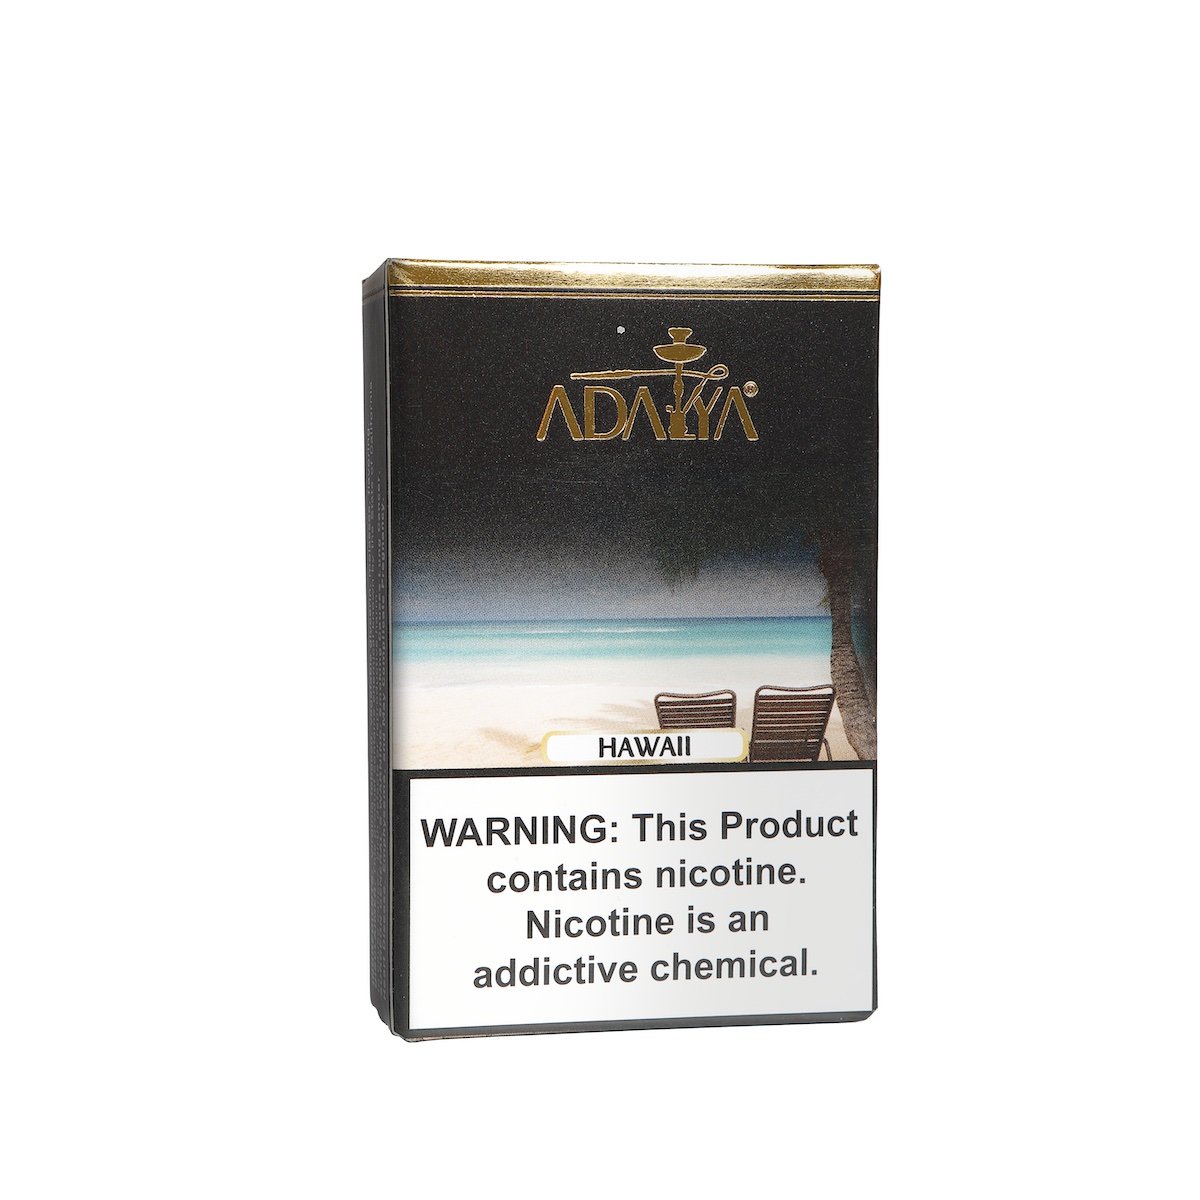 ADALYA®
HAWAII
WARNING: This Product
contains nicotine.
Nicotine is an
addictive chemical.